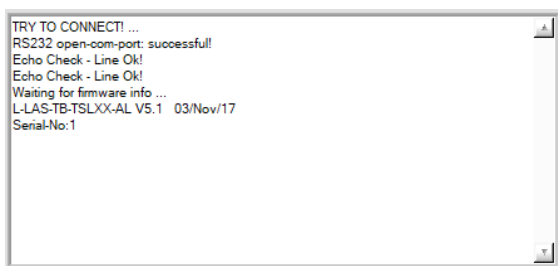 TRY TO CONNECT! ...
RS232 open-com-port: successful!
Echo Check - Line Ok!
Echo Check - Line Ok!
Waiting for firmware info ...
L-LAS-TB-TSLXX-AL V5.1   03/Nov/17
Serial-No:1